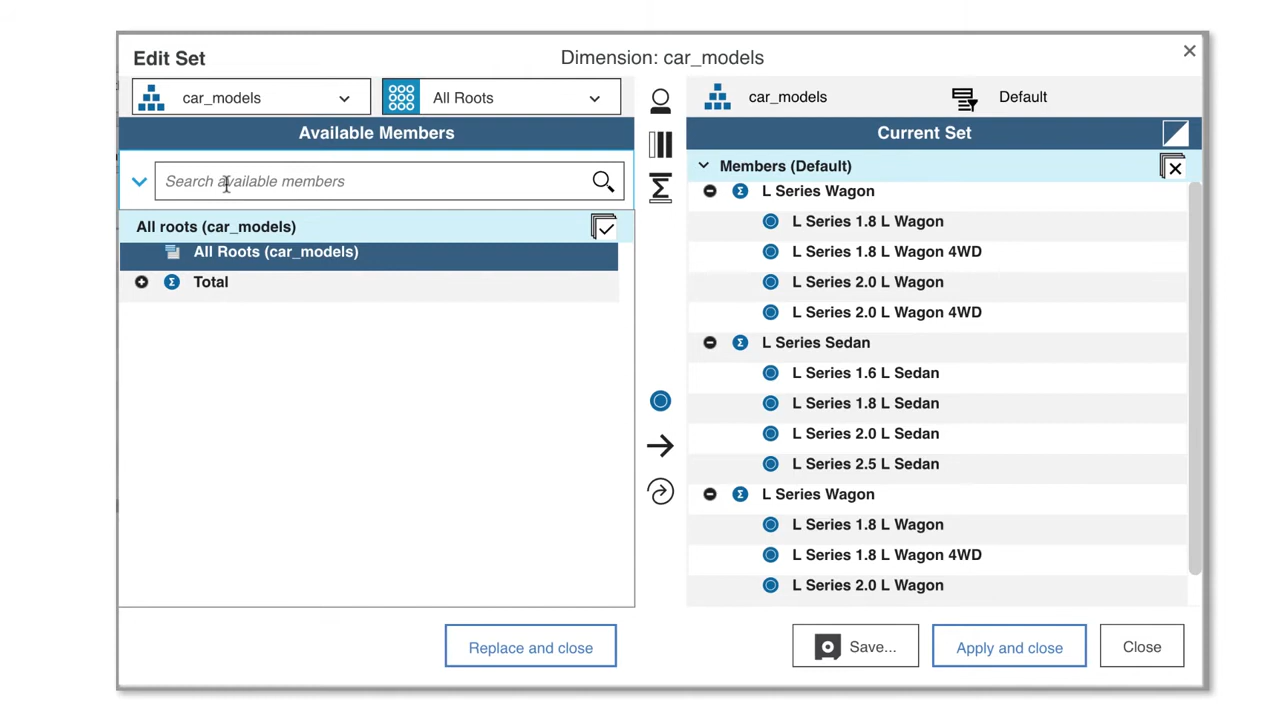 Edit Set
Dimension: car_models
car_models
All Roots
car_models
Default
Available Members
Current Set
Search available members
All roots (car_models)
All Roots (car_models)
Total
Members (Default)
L Series Wagon
L Series 1.8 L Wagon
L Series 1.8 L Wagon 4WD
L Series 2.0 L Wagon
L Series 2.0 L Wagon 4WD
L Series Sedan
L Series 1.6 L Sedan
L Series 1.8 L Sedan
L Series 2.0 L Sedan
L Series 2.5 L Sedan
L Series Wagon
L Series 1.8 L Wagon
L Series 1.8 L Wagon 4WD
L Series 2.0 L Wagon
Replace and close
Save...
Apply and close
Close